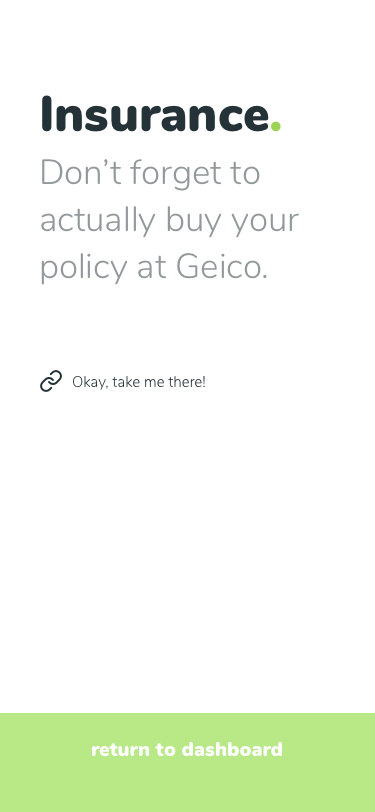 Insurance.
Don’t forget to
actually buy your
policy at Geico.
Okay, take me there!
return to dashboard